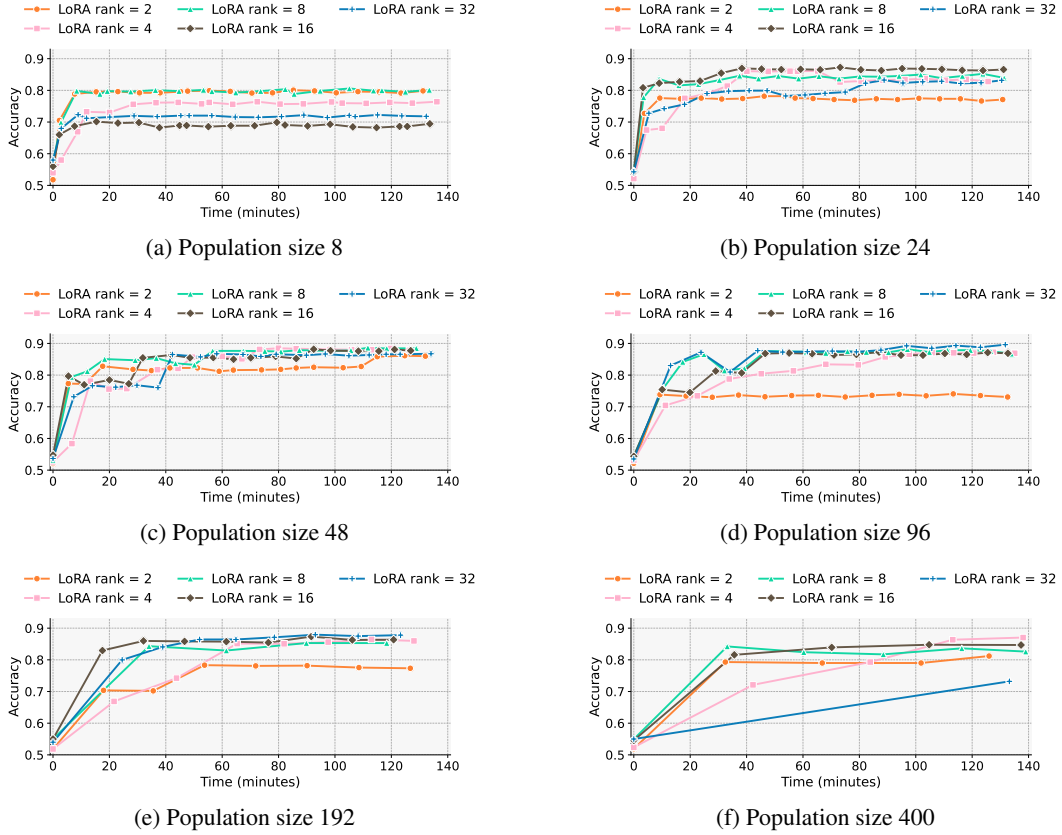 LoRA rank = 2 LoRA rank = 8 LoRA rank = 32
LoRA rank = 4 LoRA rank = 16
Accuracy
0.9
0.8
0.7
0.6
0.5
0 20 40 60 80 100 120 140
Time (minutes)
(a) Population size 8
LoRA rank = 2 LoRA rank = 8 LoRA rank = 32
LoRA rank = 4 LoRA rank = 16
Accuracy
0.9
0.8
0.7
0.6
0.5
0 20 40 60 80 100 120 140
Time (minutes)
(b) Population size 24
LoRA rank = 2 LoRA rank = 8 LoRA rank = 32
LoRA rank = 4 LoRA rank = 16
Accuracy
0.9
0.8
0.7
0.6
0.5
0 20 40 60 80 100 120 140
Time (minutes)
(c) Population size 48
LoRA rank = 2 LoRA rank = 8 LoRA rank = 32
LoRA rank = 4 LoRA rank = 16
Accuracy
0.9
0.8
0.7
0.6
0.5
0 20 40 60 80 100 120 140
Time (minutes)
(d) Population size 96
LoRA rank = 2 LoRA rank = 8 LoRA rank = 32
LoRA rank = 4 LoRA rank = 16
Accuracy
0.9
0.8
0.7
0.6
0.5
0 20 40 60 80 100 120 140
Time (minutes)
(e) Population size 192
LoRA rank = 2 LoRA rank = 8 LoRA rank = 32
LoRA rank = 4 LoRA rank = 16
Accuracy
0.9
0.8
0.7
0.6
0.5
0 20 40 60 80 100 120 140
Time (minutes)
(f) Population size 400